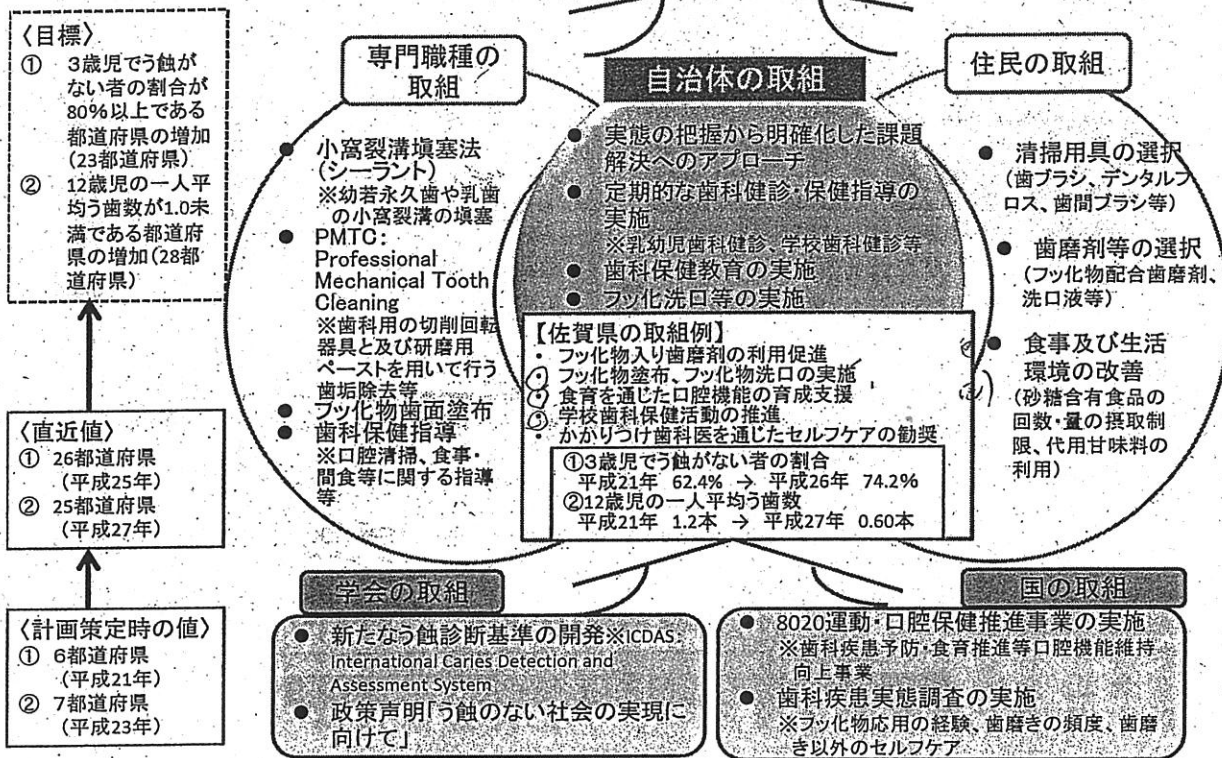 〈目標〉
① 3歳児でう蝕が
ない者の割合が
80%以上である
都道府県の増加
(23都道府県)
② 12歳児の一人平
均う歯数が1.0未
満である都道府
県の増加(28都
道府県)
〈直近値〉
① 26都道府県
(平成25年)
② 25都道府県
(平成27年)
〈計画策定時の値〉
① 6都道府県
(平成21年)
② 7都道府県
(平成23年)
専門職種の
取組
● 小窩裂溝塡塞法
(シーラント)
※幼若永久歯や乳歯
の小窩裂溝の塡塞
● PMTC:
Professional
Mechanical Tooth
Cleaning
※歯科用の切削回転
器具と及び研磨用
ペーストを用いて行う
歯垢除去等
● フッ化物歯面塗布
● 歯科保健指導
※口腔清掃、食事・
間食等に関する指導
等
自治体の取組
● 実態の把握から明確化した課題
解決へのアプローチ
● 定期的な歯科健診・保健指導の
実施
※乳幼児歯科健診、学校歯科健診等
● 歯科保健教育の実施
● フッ化洗口等の実施
【佐賀県の取組例】
・ フッ化物入り歯磨剤の利用促進
・ フッ化物塗布、フッ化物洗口の実施
・ 食育を通じた口腔機能の育成支援
・ 学校歯科保健活動の推進
・ かかりつけ歯科医を通じたセルフケアの勧奨
①3歳児でう蝕がない者の割合
平成21年 62.4% → 平成26年 74.2%
②12歳児の一人平均う歯数
平成21年 1.2本 → 平成27年 0.60本
住民の取組
● 清掃用具の選択
(歯ブラシ、デンタルフ
ロス、歯間ブラシ等)
● 歯磨剤等の選択
(フッ化物配合歯磨剤、
洗口液等)
● 食事及び生活
環境の改善
(砂糖含有食品の
回数・量の摂取制
限、代用甘味料の
利用)
学会の取組
● 新たなう蝕診断基準の開発※ICDAS:
International Caries Detection and
Assessment System
● 政策声明「う蝕のない社会の実現に
向けて」
国の取組
● 8020運動・口腔保健推進事業の実施
※歯科疾患予防・食育推進等口腔機能維持
向上事業
● 歯科疾患実態調査の実施
※フッ化物応用の経験、歯磨きの頻度、歯磨
き以外のセルフケア